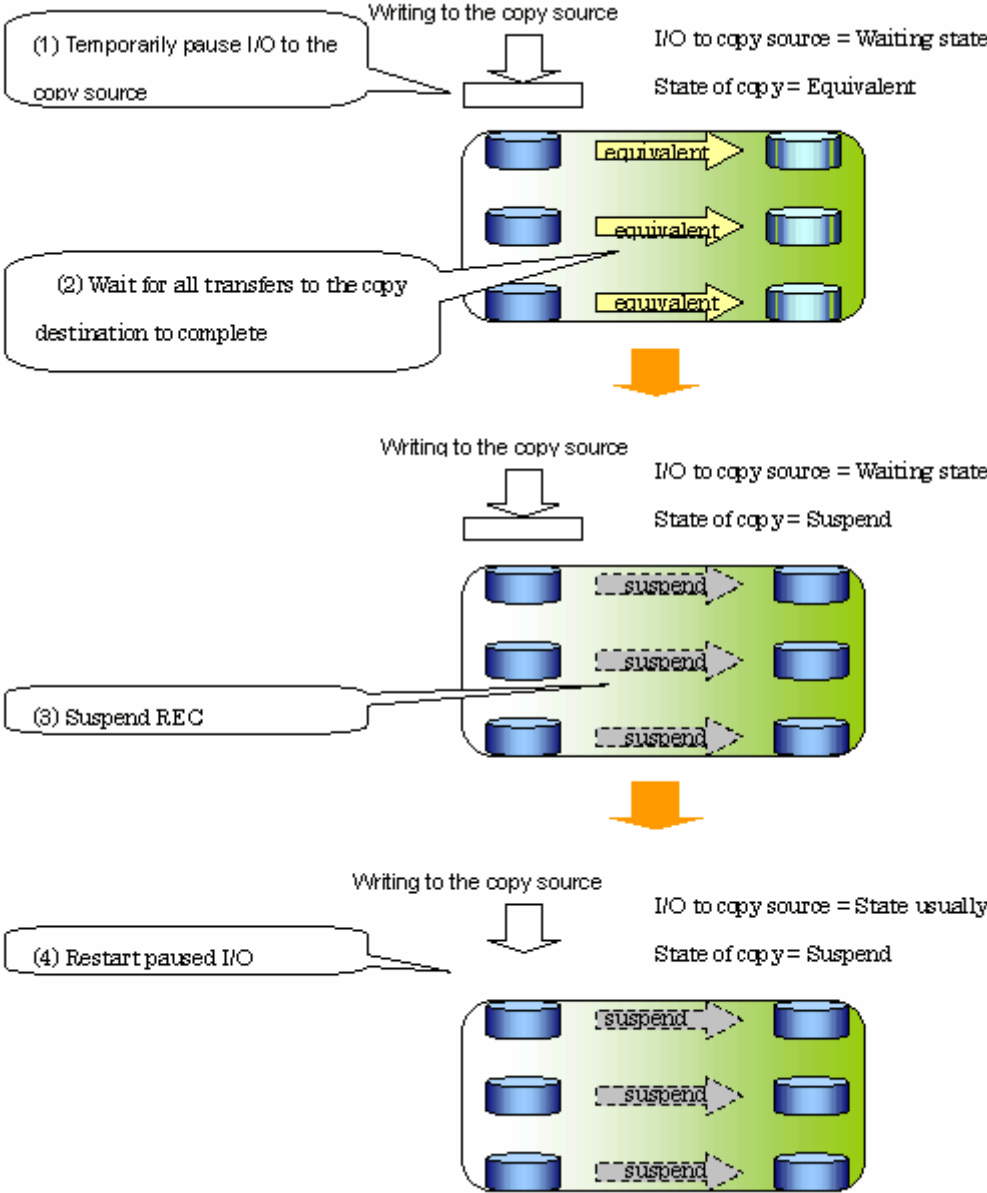 Writing to the copy source
(1) Temporarily pause I/O to the
copy source
I/O to copy source = Waiting state
State of copy = Equivalent
equivalent
equivalent
(2) Wait for all transfers to the copy
destination to complete
equivalent
Writing to the copy source
I/O to copy source = Waiting state
State of copy = Suspend
suspend
suspend
(3) Suspend REC
suspend
Writing to the copy source
I/O to copy source = State usually
(4) Restart paused I/O
State of copy = Suspend
suspend
suspend
suspend